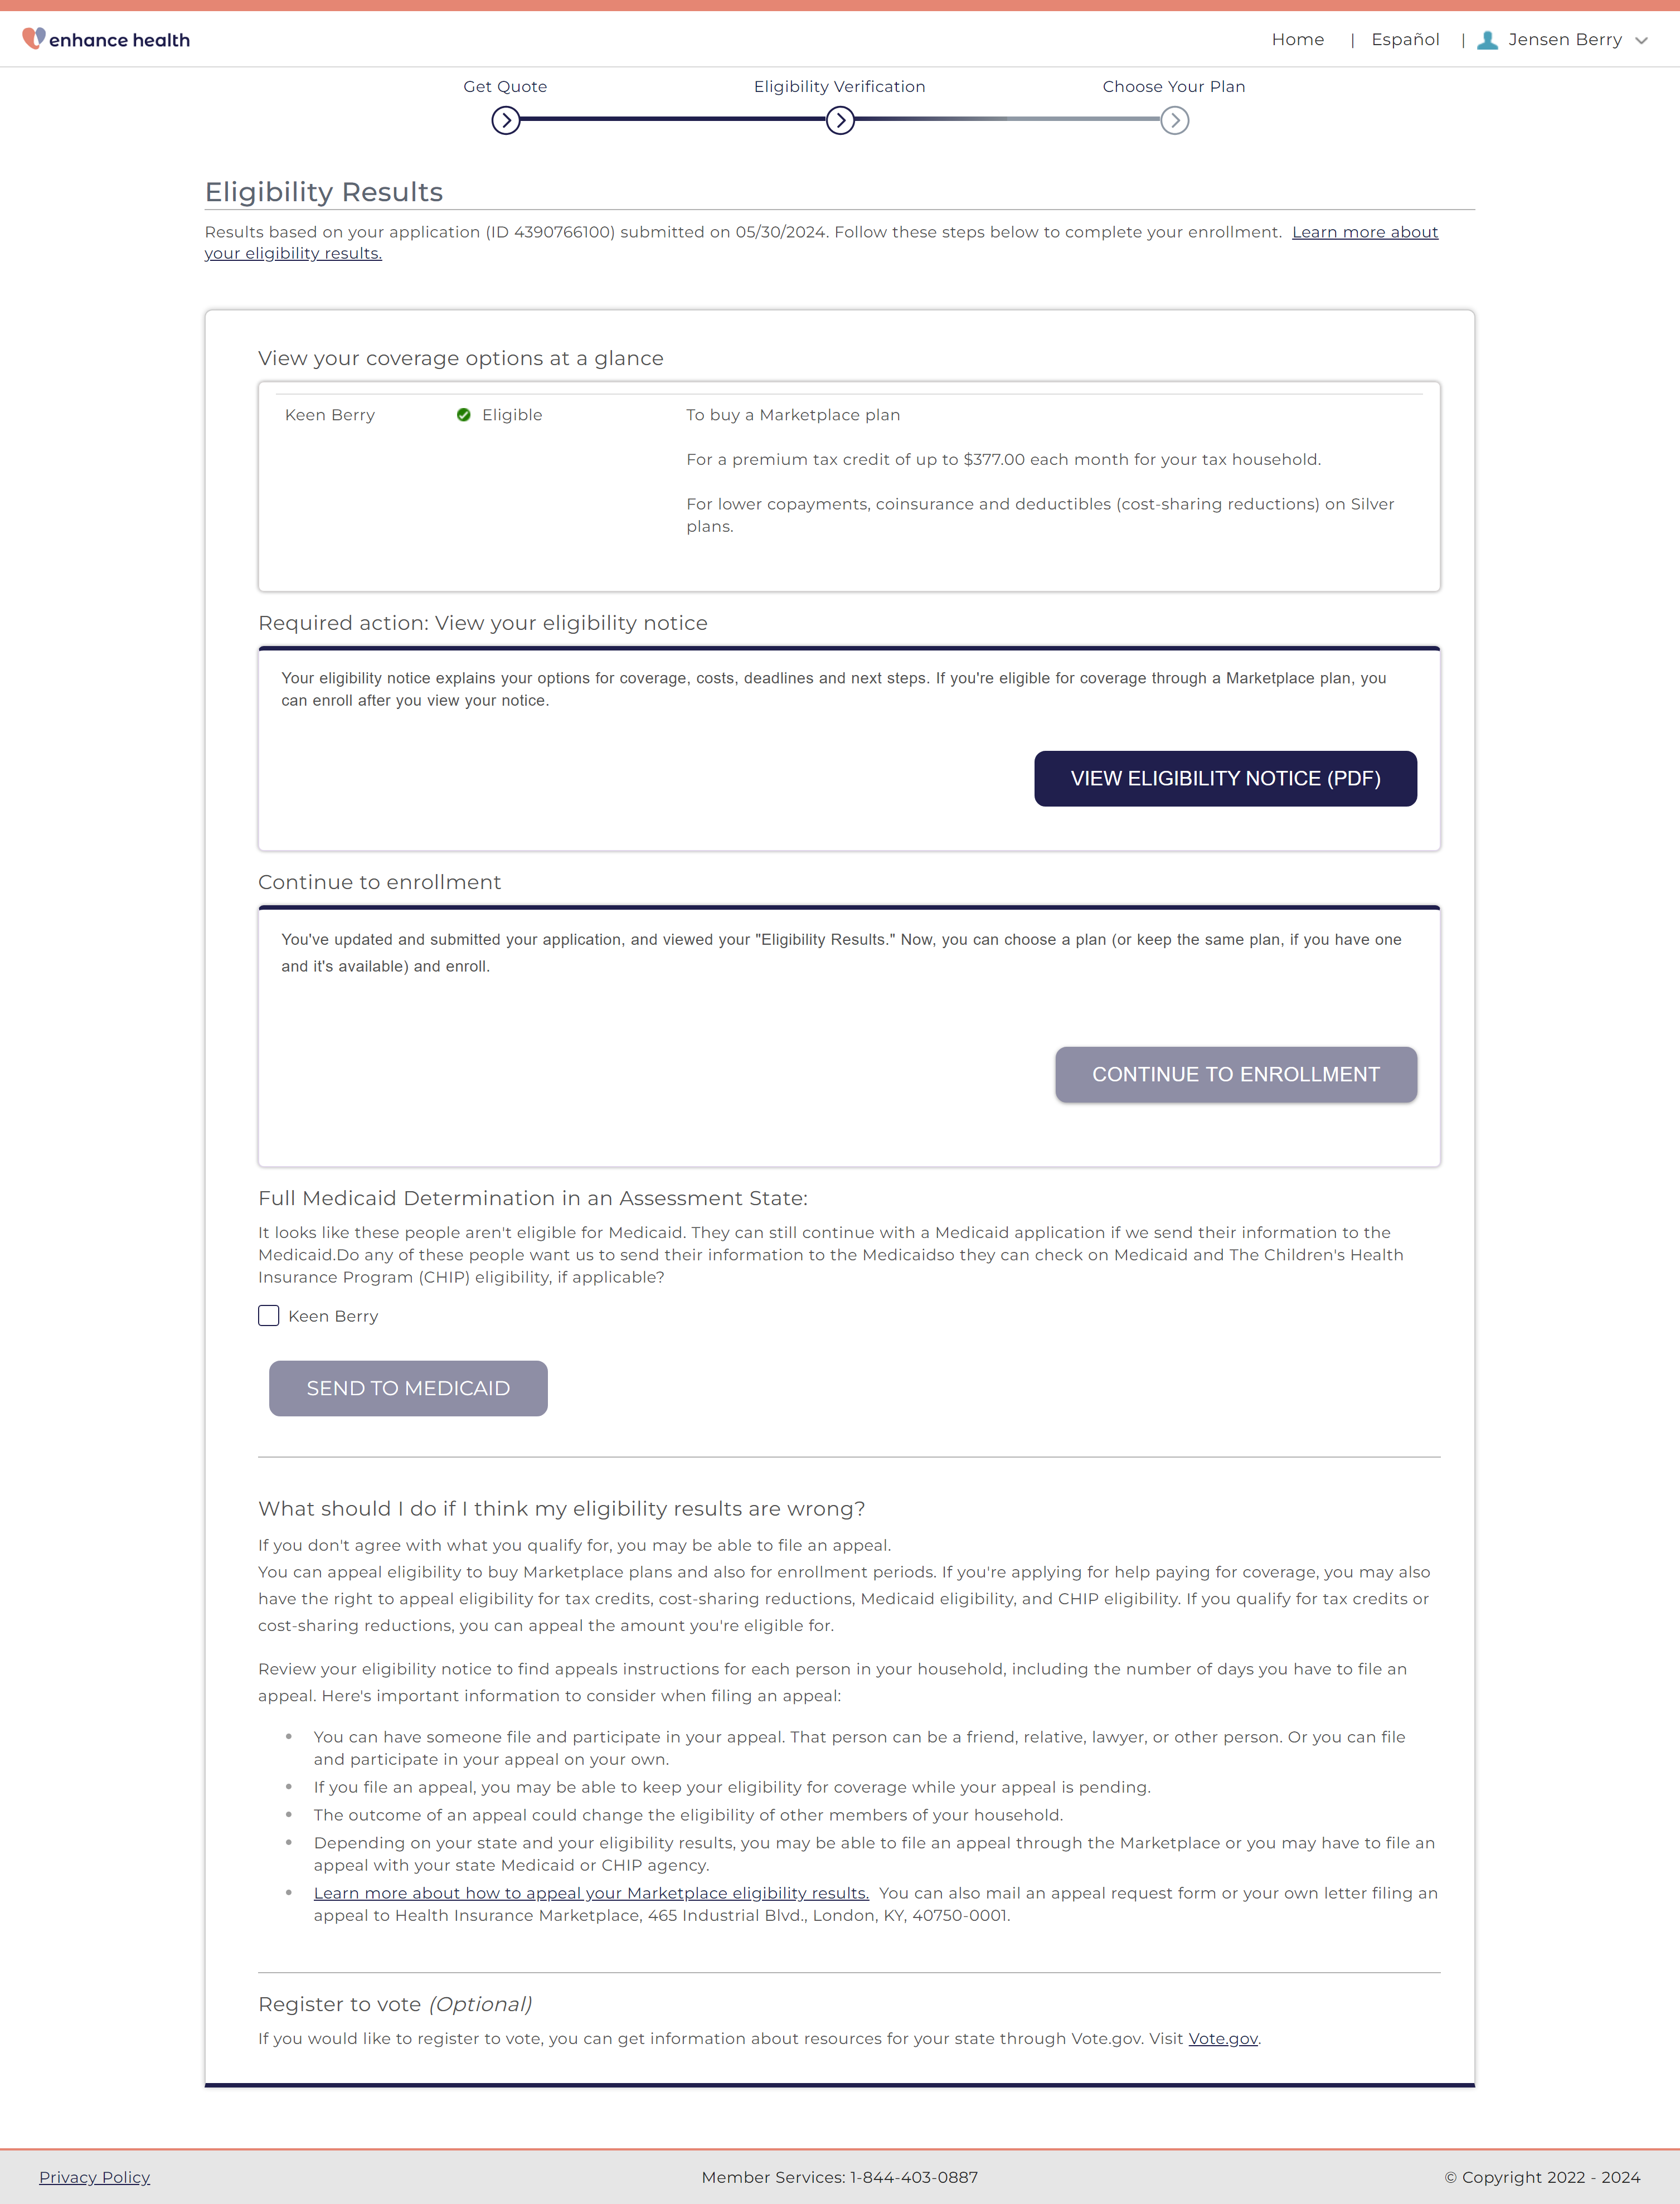 enhance health
Home | Español | Jensen Berry
Get Quote
Eligibility Verification
Choose Your Plan
Eligibility Results
Results based on your application (ID 4390766100) submitted on 05/30/2024. Follow these steps below to complete your enrollment. Learn more about
your eligibility results.
View your coverage options at a glance
Keen Berry
Eligible
To buy a Marketplace plan
For a premium tax credit of up to $377.00 each month for your tax household.
For lower copayments, coinsurance and deductibles (cost-sharing reductions) on Silver
plans.
Required action: View your eligibility notice
Your eligibility notice explains your options for coverage, costs, deadlines and next steps. If you're eligible for coverage through a Marketplace plan, you
can enroll after you view your notice.
VIEW ELIGIBILITY NOTICE (PDF)
Continue to enrollment
You've updated and submitted your application, and viewed your "Eligibility Results." Now, you can choose a plan (or keep the same plan, if you have one
and it's available) and enroll.
CONTINUE TO ENROLLMENT
Full Medicaid Determination in an Assessment State:
It looks like these people aren't eligible for Medicaid. They can still continue with a Medicaid application if we send their information to the
Medicaid.Do any of these people want us to send their information to the Medicaidso they can check on Medicaid and The Children's Health
Insurance Program (CHIP) eligibility, if applicable?
Keen Berry
SEND TO MEDICAID
What should I do if I think my eligibility results are wrong?
If you don't agree with what you qualify for, you may be able to file an appeal.
You can appeal eligibility to buy Marketplace plans and also for enrollment periods. If you're applying for help paying for coverage, you may also
have the right to appeal eligibility for tax credits, cost-sharing reductions, Medicaid eligibility, and CHIP eligibility. If you qualify for tax credits or
cost-sharing reductions, you can appeal the amount you're eligible for.
Review your eligibility notice to find appeals instructions for each person in your household, including the number of days you have to file an
appeal. Here's important information to consider when filing an appeal:
• You can have someone file and participate in your appeal. That person can be a friend, relative, lawyer, or other person. Or you can file
and participate in your appeal on your own.
• If you file an appeal, you may be able to keep your eligibility for coverage while your appeal is pending.
• The outcome of an appeal could change the eligibility of other members of your household.
• Depending on your state and your eligibility results, you may be able to file an appeal through the Marketplace or you may have to file an
appeal with your state Medicaid or CHIP agency.
• Learn more about how to appeal your Marketplace eligibility results. You can also mail an appeal request form or your own letter filing an
appeal to Health Insurance Marketplace, 465 Industrial Blvd., London, KY, 40750-0001.
Register to vote (Optional)
If you would like to register to vote, you can get information about resources for your state through Vote.gov. Visit Vote.gov.
Privacy Policy
Member Services: 1-844-403-0887
© Copyright 2022 - 2024